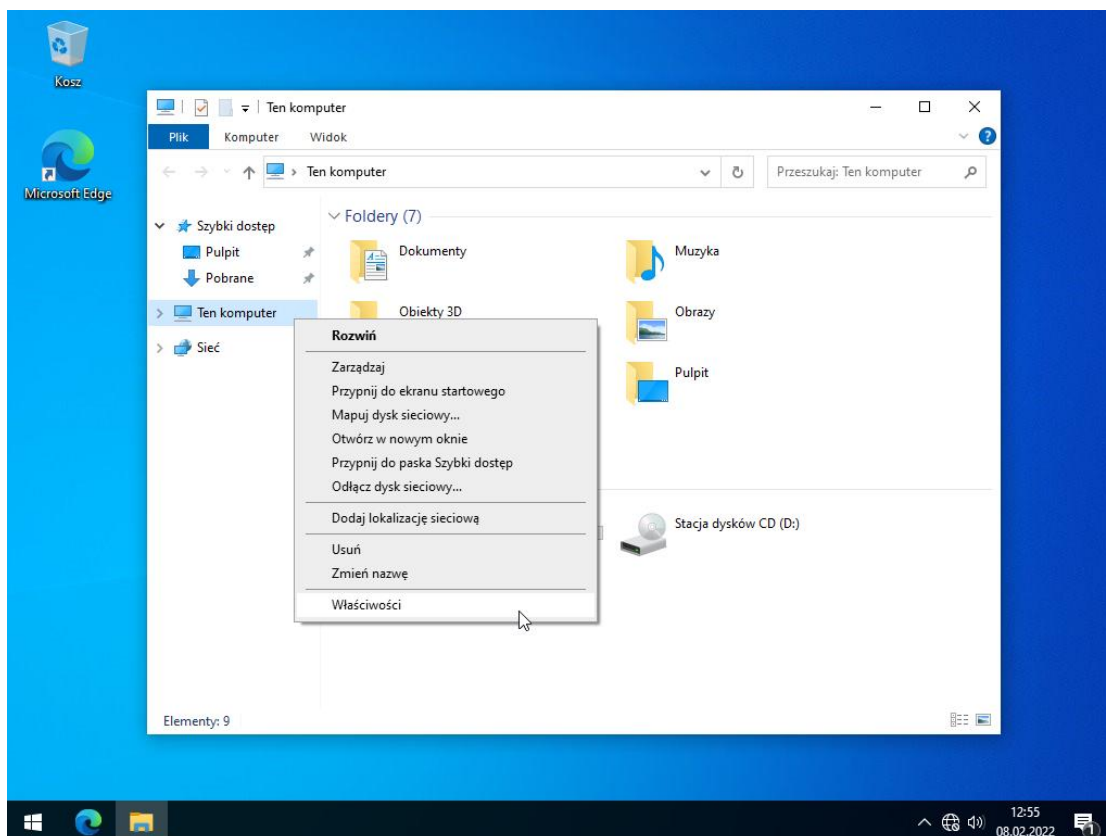 Kosz
Microsoft Edge
Ten komputer
Plik Komputer Widok
Ten komputer
Przeszukaj: Ten komputer
Szybki dostęp
Pulpit
Pobrane
Ten komputer
Sieć
Foldery (7)
Dokumenty
Muzyka
Obiekty 3D
Obrazy
Pulpit
Rozwiń
Zarządzaj
Przypnij do ekranu startowego
Mapuj dysk sieciowy...
Otwórz w nowym oknie
Przypnij do paska Szybki dostęp
Odłącz dysk sieciowy...
Dodaj lokalizację sieciową
Usuń
Zmień nazwę
Właściwości
Stacja dysków CD (D:)
Elementy: 9
12:55
08.02.2022
1